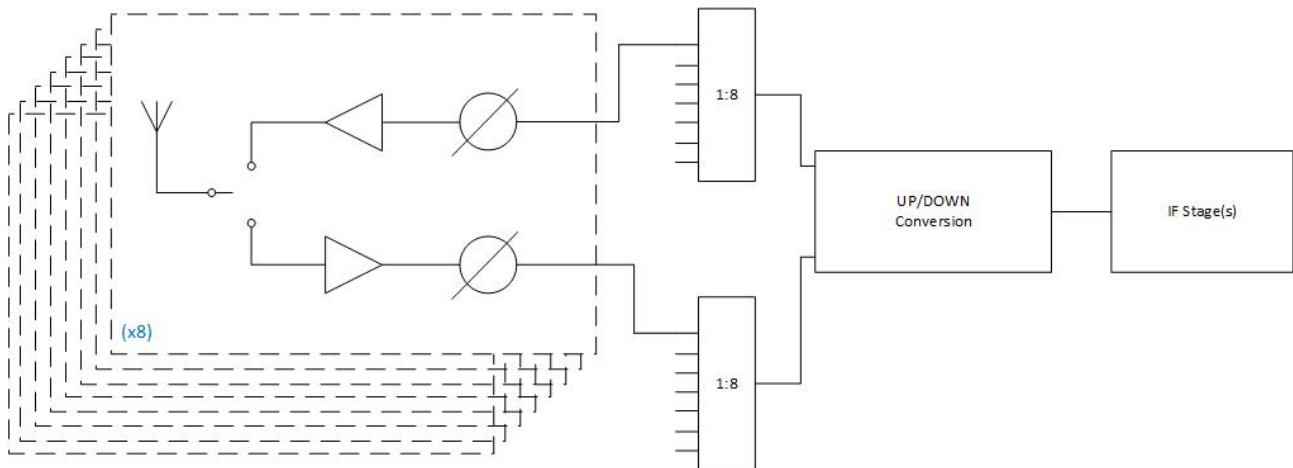 1:8
UP/DOWN
Conversion
IF Stage(s)
(x8)
1:8